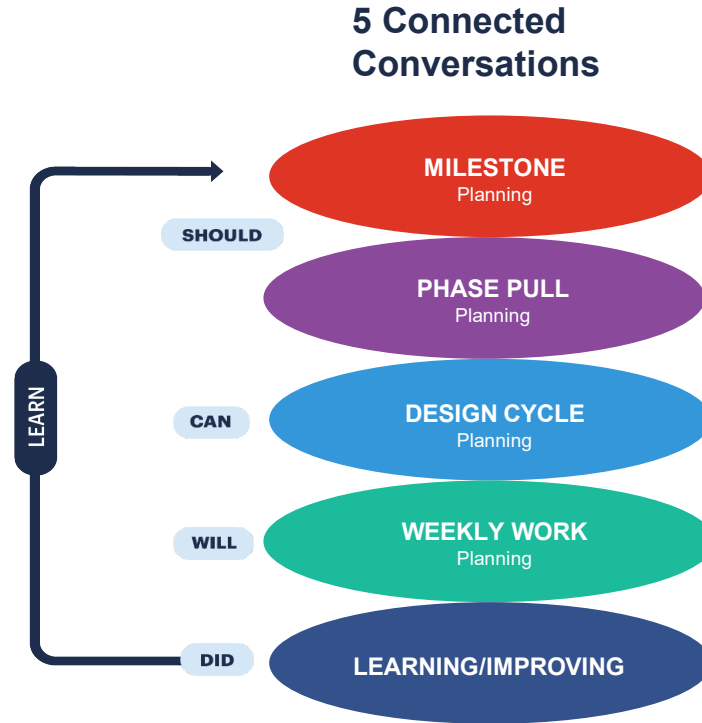 5 Connected
Conversations
MILESTONE
Planning
SHOULD
PHASE PULL
Planning
LEARN
CAN
DESIGN CYCLE
Planning
WILL
WEEKLY WORK
Planning
DID
LEARNING/IMPROVING